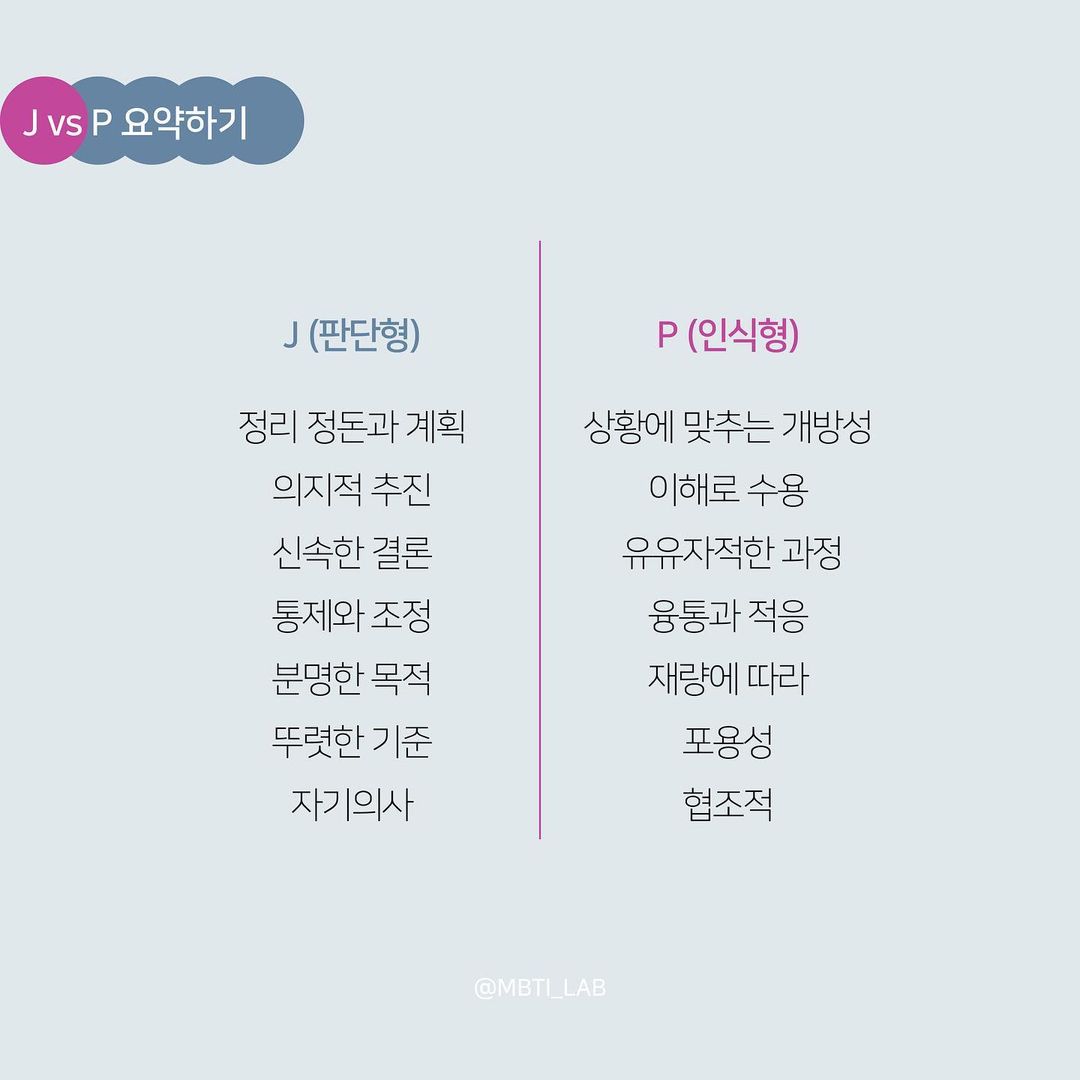 J vs P 요약하기
J (판단형)
정리 정돈과 계획
의지적 추진
신속한 결론
통제와 조정
분명한 목적
뚜렷한 기준
자기의사
P (인식형)
상황에 맞추는 개방성
이해로 수용
유유자적한 과정
융통과 적응
재량에 따라
포용성
협조적
@MBTI_LAB